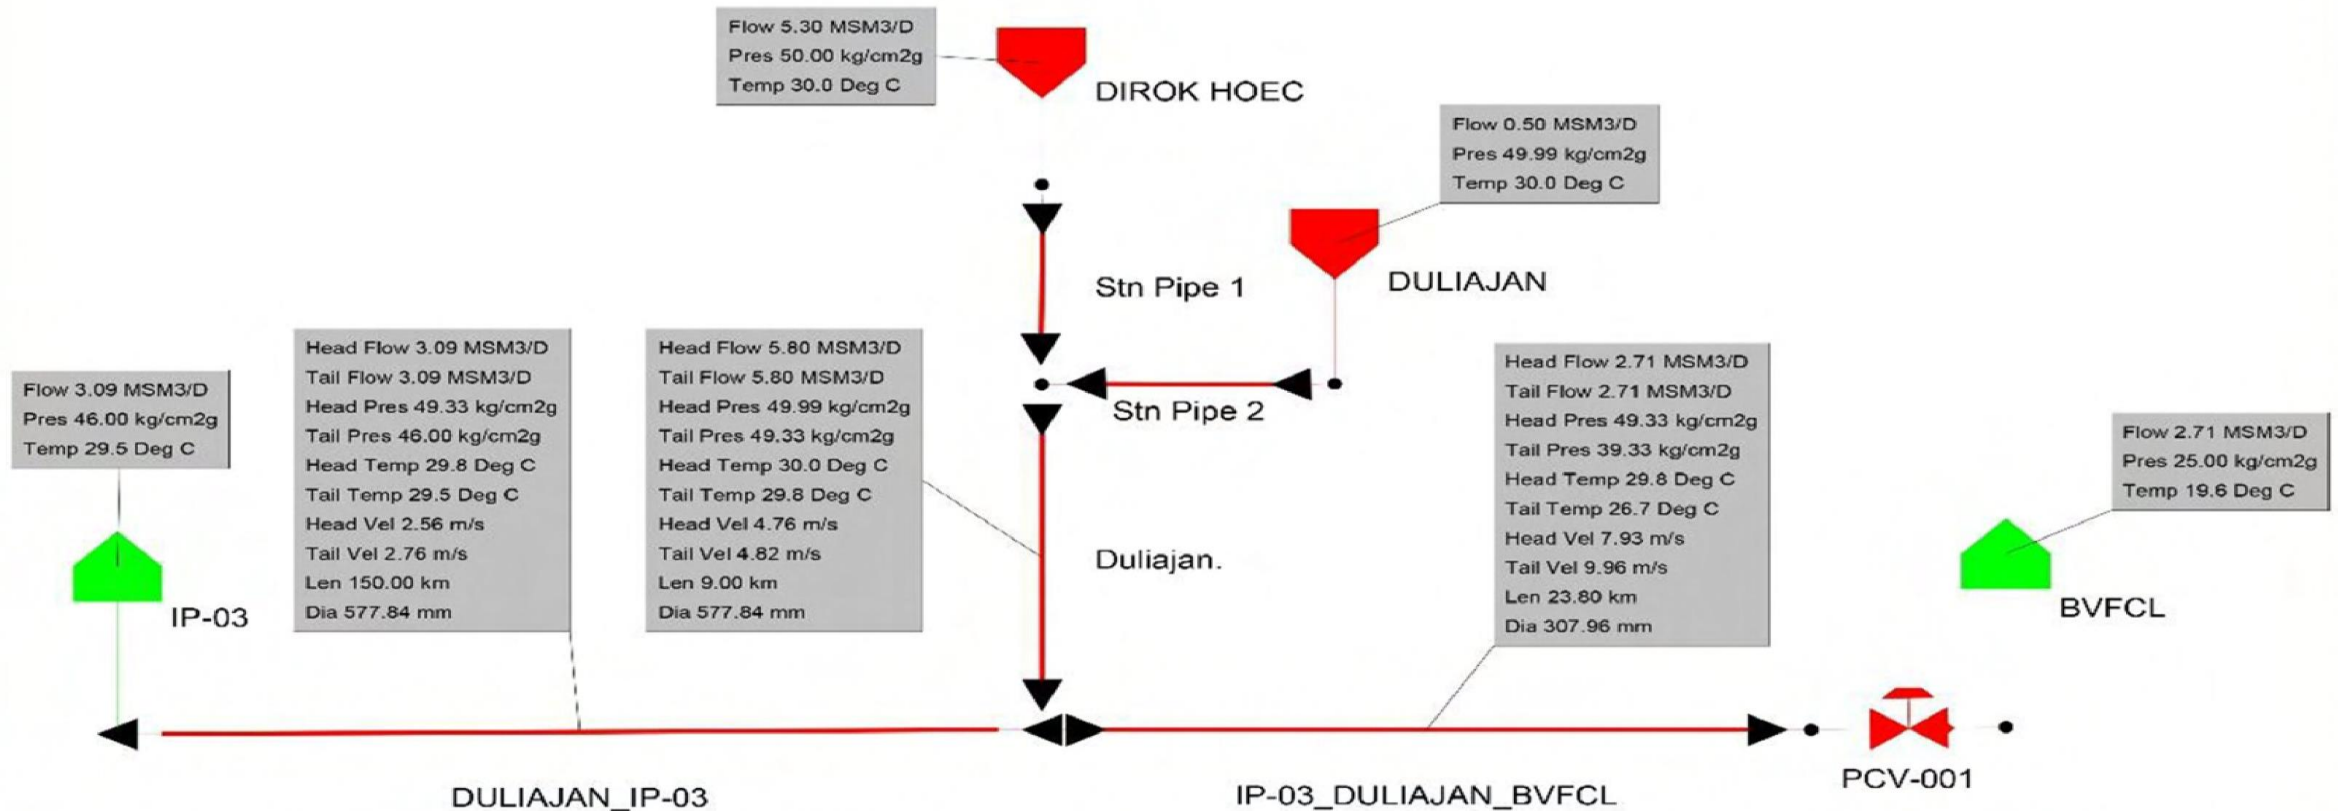 Flow 5.30 MSM3/D
Pres 50.00 kg/cm2g
Temp 30.0 Deg C
DIROK HOEC
Flow 0.50 MSM3/D
Pres 49.99 kg/cm2g
Temp 30.0 Deg C
DULIAJAN
Stn Pipe 1
Stn Pipe 2
Flow 3.09 MSM3/D
Pres 46.00 kg/cm2g
Temp 29.5 Deg C
IP-03
Head Flow 3.09 MSM3/D
Tail Flow 3.09 MSM3/D
Head Pres 49.33 kg/cm2g
Tail Pres 46.00 kg/cm2g
Head Temp 29.8 Deg C
Tail Temp 29.5 Deg C
Head Vel 2.56 m/s
Tail Vel 2.76 m/s
Len 150.00 km
Dia 577.84 mm
Head Flow 5.80 MSM3/D
Tail Flow 5.80 MSM3/D
Head Pres 49.99 kg/cm2g
Tail Pres 49.33 kg/cm2g
Head Temp 30.0 Deg C
Tail Temp 29.8 Deg C
Head Vel 4.76 m/s
Tail Vel 4.82 m/s
Len 9.00 km
Dia 577.84 mm
Duliajan.
Head Flow 2.71 MSM3/D
Tail Flow 2.71 MSM3/D
Head Pres 49.33 kg/cm2g
Tail Pres 39.33 kg/cm2g
Head Temp 29.8 Deg C
Tail Temp 26.7 Deg C
Head Vel 7.93 m/s
Tail Vel 9.96 m/s
Len 23.80 km
Dia 307.96 mm
Flow 2.71 MSM3/D
Pres 25.00 kg/cm2g
Temp 19.6 Deg C
BVFCL
PCV-001
DULIAJAN_IP-03
IP-03_DULIAJAN_BVFCL